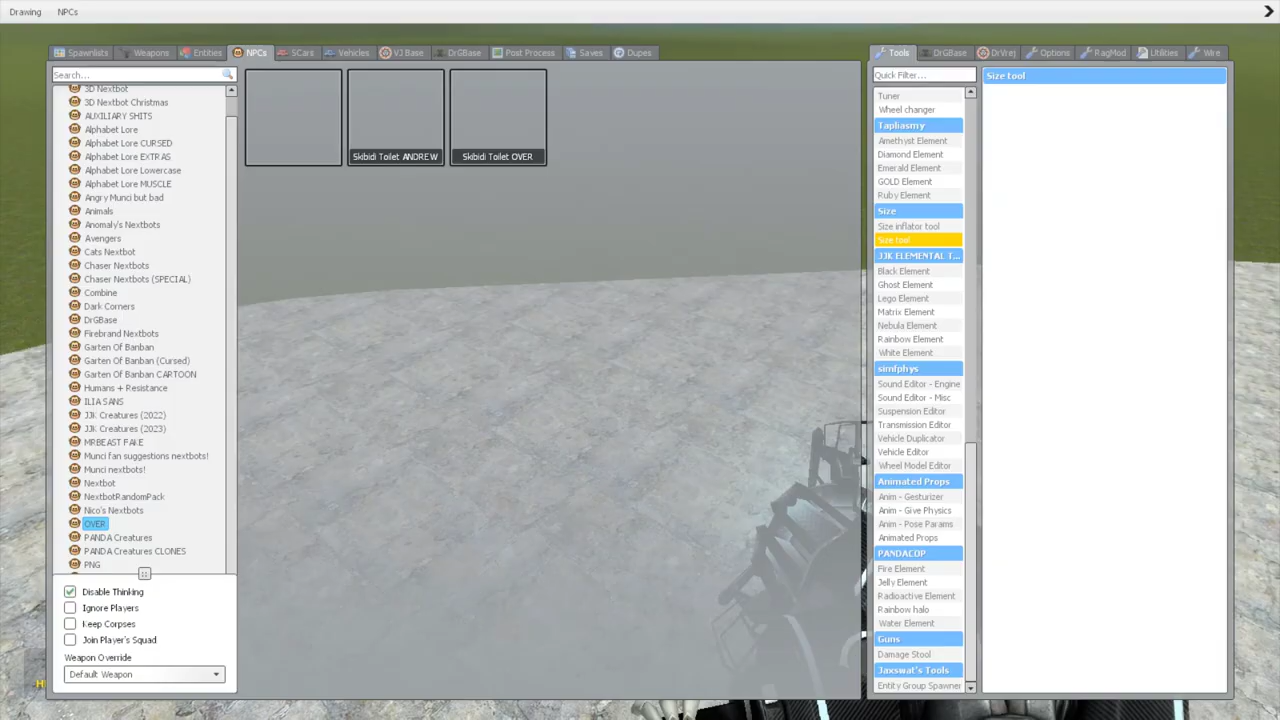 Drawing NPCs
Spawnlists Weapons Entities NPCs SCars Vehicles VJ Base DrGBase Post Process Saves Dupes
Search...
3D Nextbot
3D Nextbot Christmas
AUXILIARY SHITS
Alphabet Lore
Alphabet Lore CURSED
Alphabet Lore EXTRAS
Alphabet Lore Lowercase
Alphabet Lore MUSCLE
Angry Munci but bad
Animals
Anomaly's Nextbots
Avengers
Cats Nextbot
Chaser Nextbots
Chaser Nextbots (SPECIAL)
Combine
Dark Corners
DrGBase
Firebrand Nextbots
Garten Of Banban
Garten Of Banban (Cursed)
Garten Of Banban CARTOON
Humans + Resistance
ILIA SANS
JJK Creatures (2022)
JJK Creatures (2023)
MRBEAST FAKE
Munci fan suggestions nextbots!
Munci nextbots!
Nextbot
NextbotRandomPack
Nico's Nextbots
OVER
PANDA Creatures
PANDA Creatures CLONES
PNG
Disable Thinking
Ignore Players
Keep Corpses
Join Player's Squad
Weapon Override
Default Weapon
Skibidi Toilet ANDREW
Skibidi Toilet OVER
Tools DrGBase DrVrej Options RagMod Utilities Wire
Quick Filter...
Tuner
Wheel changer
Tapliasmy
Amethyst Element
Diamond Element
Emerald Element
GOLD Element
Ruby Element
Size
Size inflator tool
Size tool
JJK ELEMENTAL T...
Black Element
Ghost Element
Lego Element
Matrix Element
Nebula Element
Rainbow Element
White Element
simfphys
Sound Editor - Engine
Sound Editor - Misc
Suspension Editor
Transmission Editor
Vehicle Duplicator
Vehicle Editor
Wheel Model Editor
Animated Props
Anim - Gesturizer
Anim - Give Physics
Anim - Pose Params
Animated Props
PANDACOP
Fire Element
Jelly Element
Radioactive Element
Rainbow halo
Water Element
Guns
Damage Stool
Jaxswat's Tools
Entity Group Spawner
Size tool